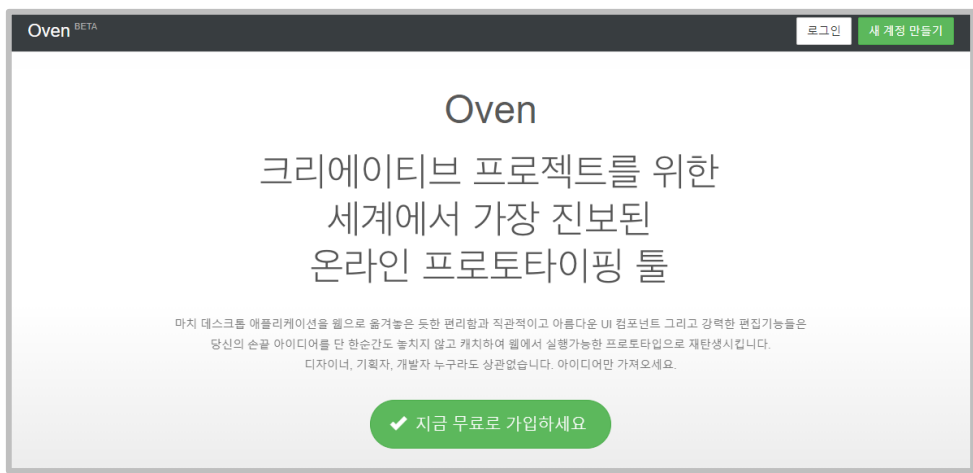 Oven BETA
로그인 새 계정 만들기
Oven
크리에이티브 프로젝트를 위한
세계에서 가장 진보된
온라인 프로토타이핑 툴
마치 데스크톱 애플리케이션을 웹으로 옮겨놓은 듯한 편리함과 직관적이고 아름다운 UI 컴포넌트 그리고 강력한 편집기능들은
당신의 손끝 아이디어를 단 한순간도 놓치지 않고 캐치하여 웹에서 실행가능한 프로토타입으로 재탄생시킵니다.
디자이너, 기획자, 개발자 누구라도 상관없습니다. 아이디어만 가져오세요.
지금 무료로 가입하세요